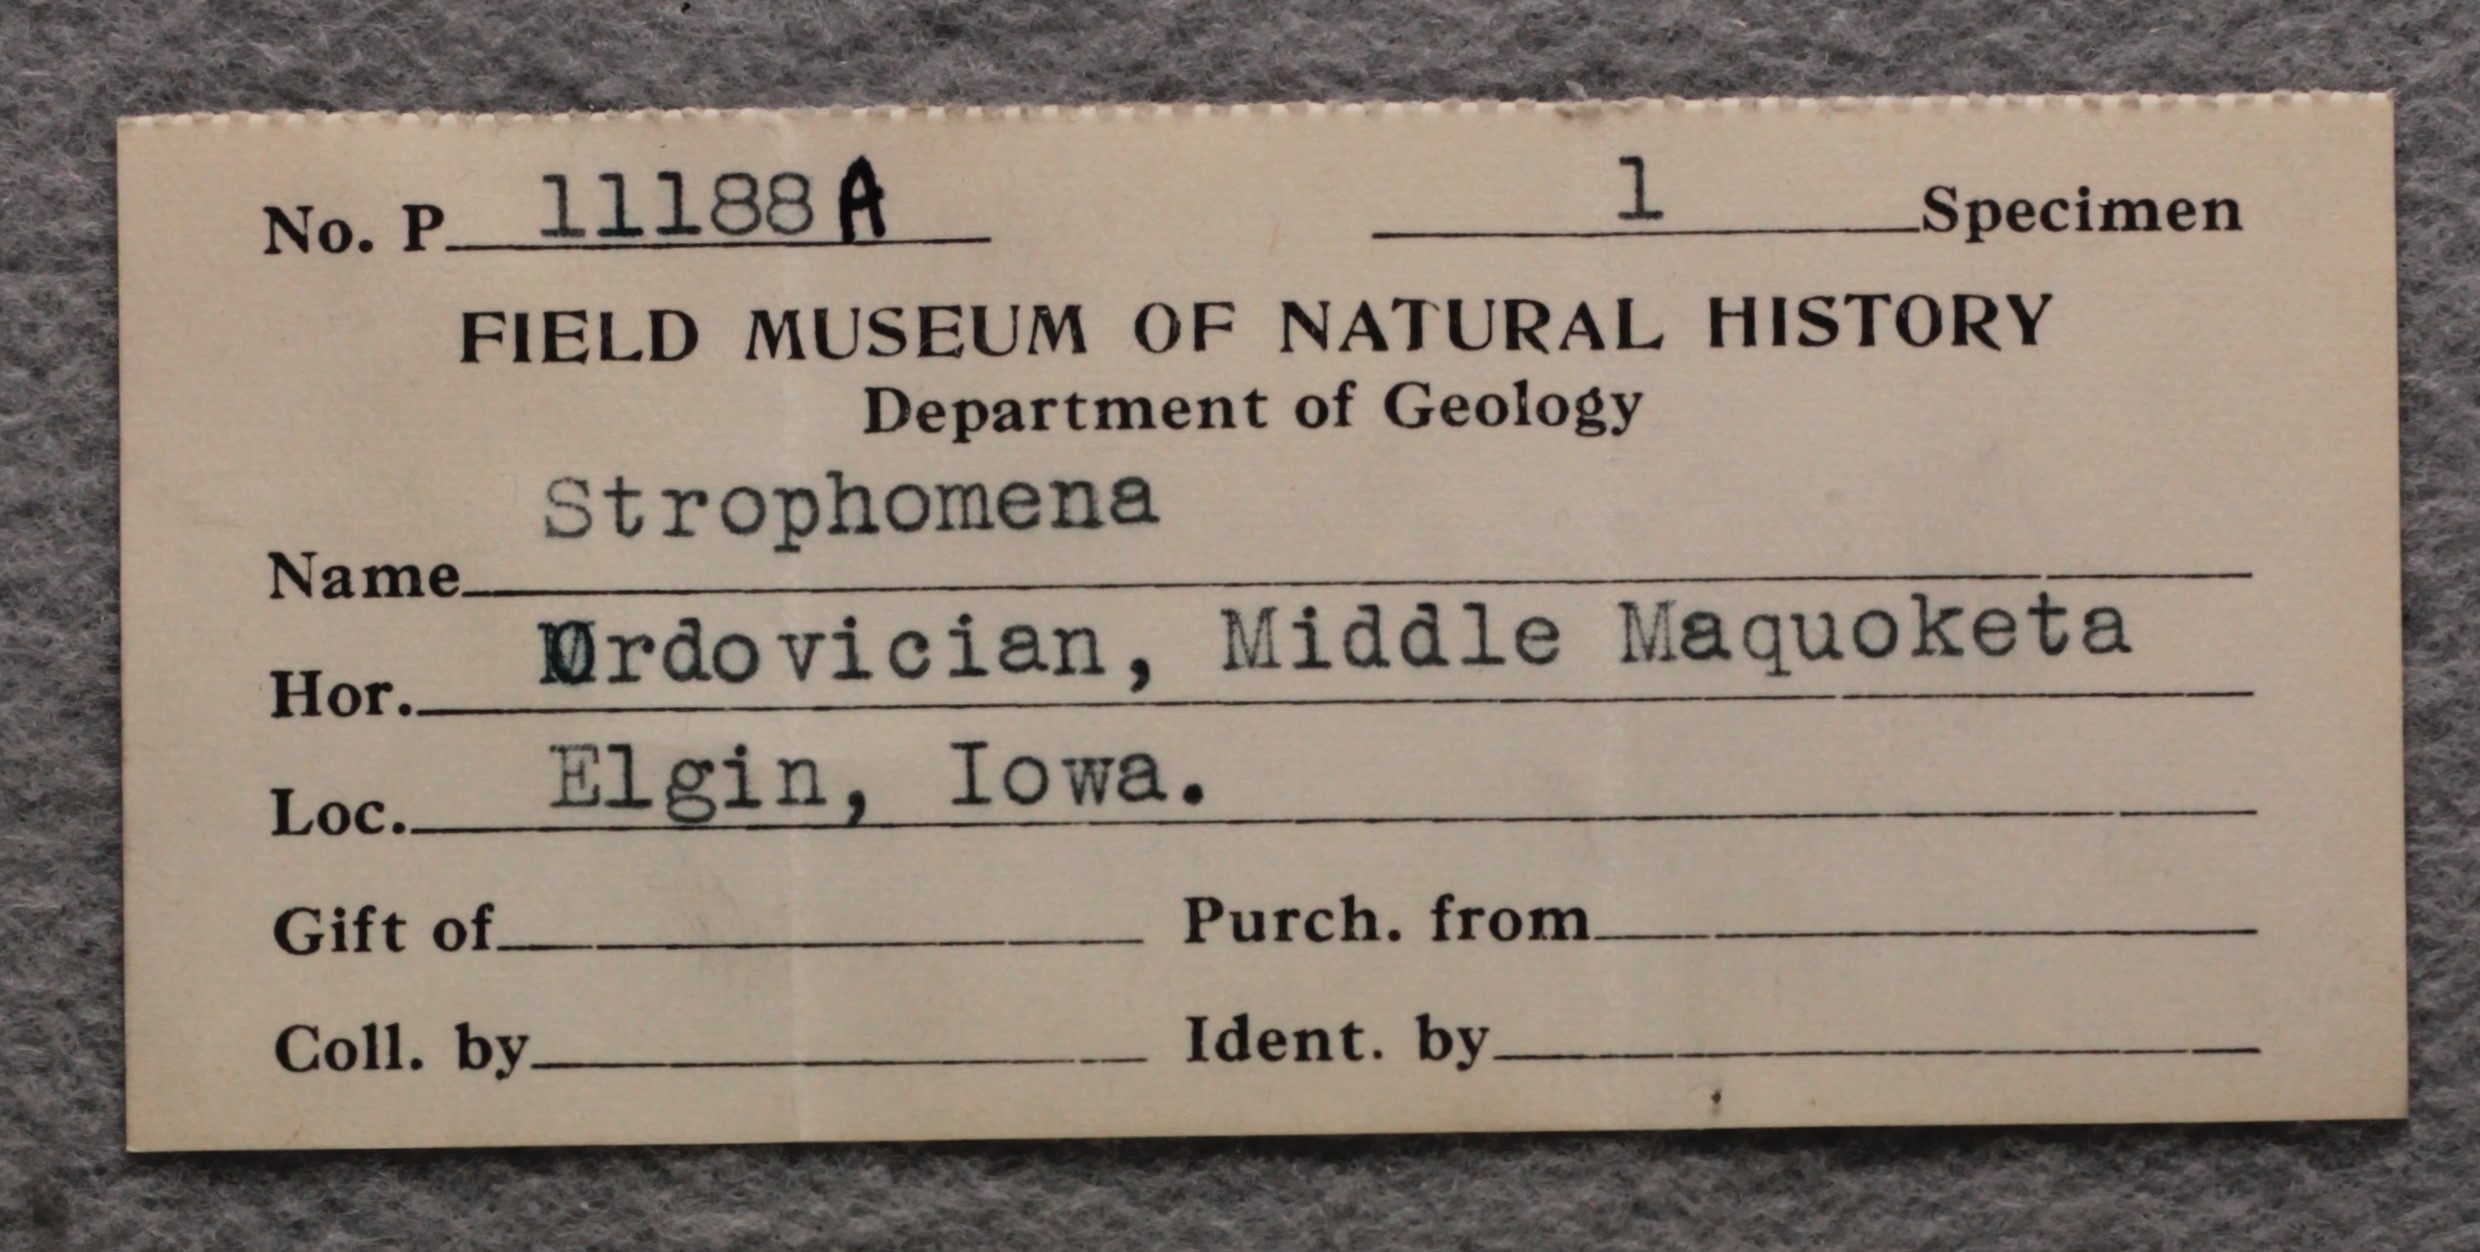 No. P 11188A 1 Specimen
FIELD MUSEUM OF NATURAL HISTORY
Department of Geology
Name Strophomena
Hor. Ordovician, Middle Maquoketa
Loc. Elgin, Iowa.
Gift of Purch. from
Coll. by Ident. by